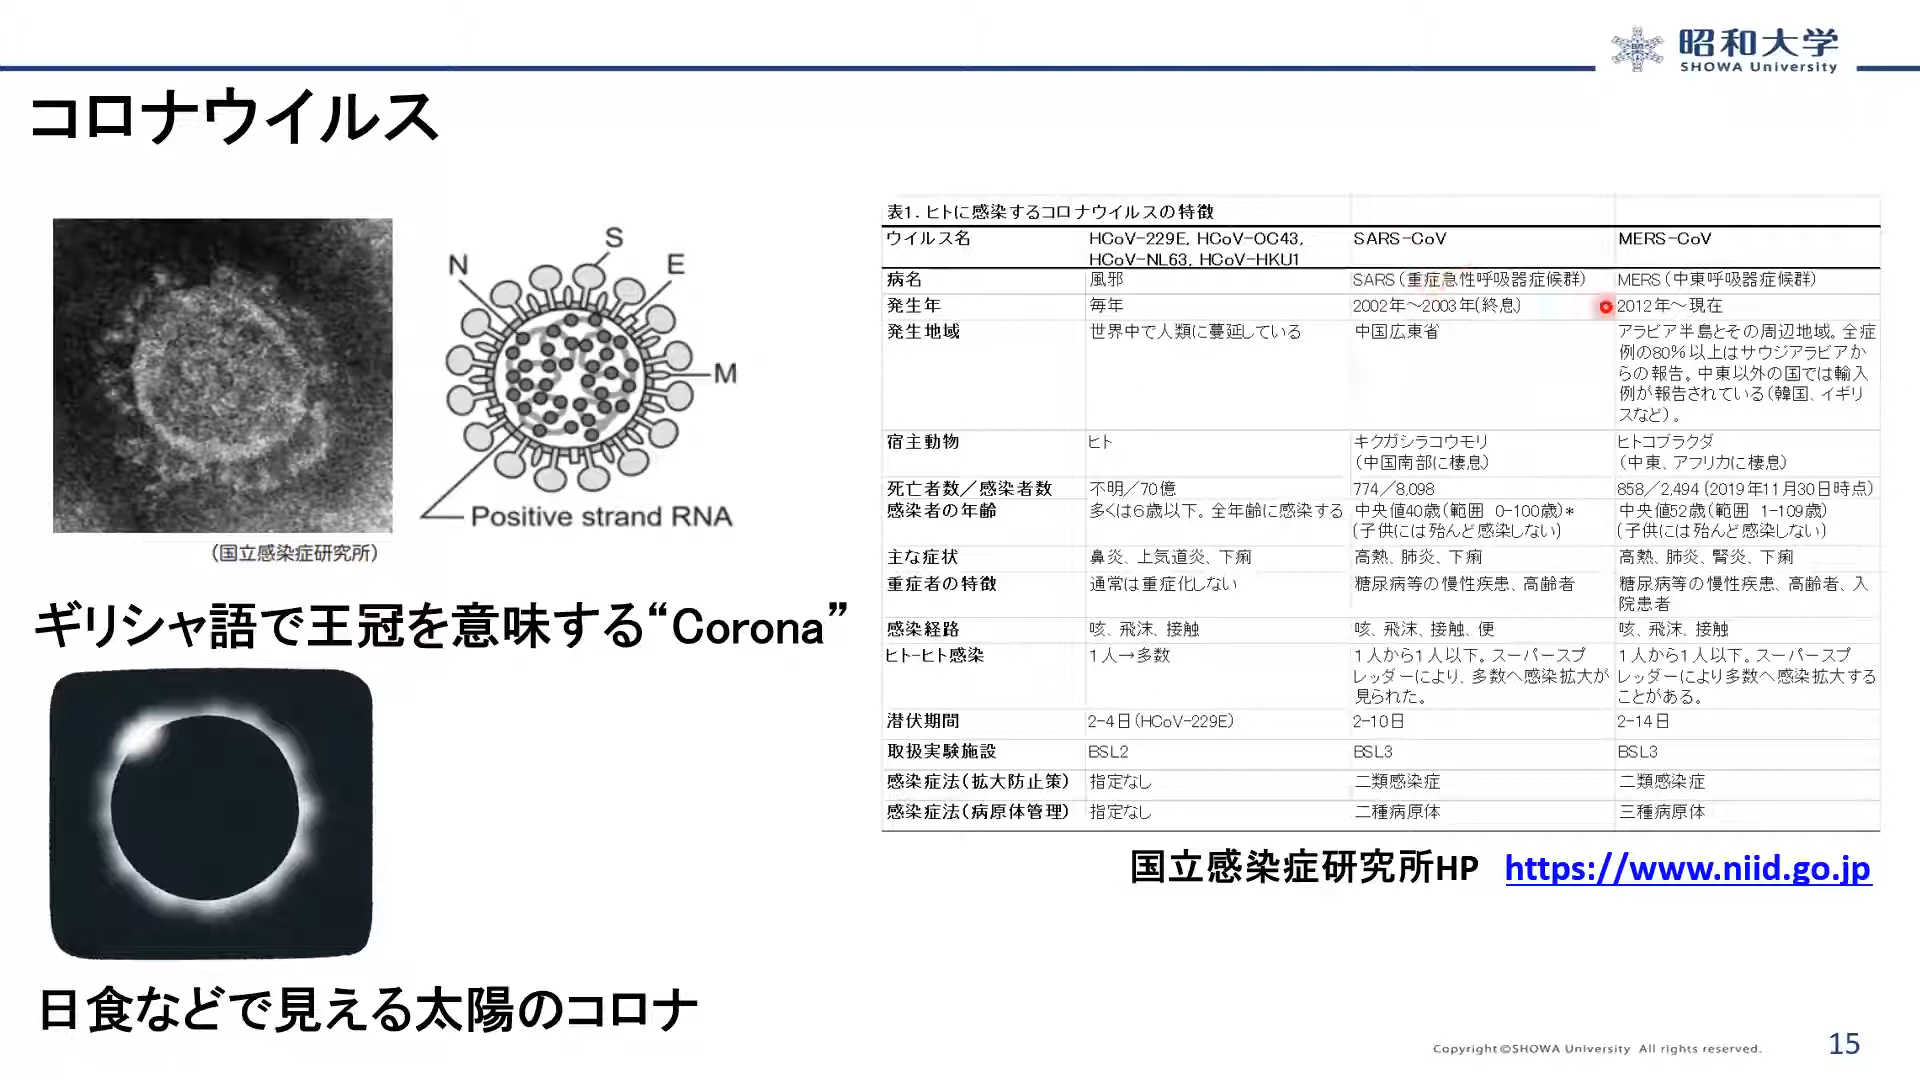 昭和大学
SHOWA University
コロナウイルス
S
N
E
M
Positive strand RNA
(国立感染症研究所)
ギリシャ語で王冠を意味する“Corona”
日食などで見える太陽のコロナ
表1. ヒトに感染するコロナウイルスの特徴
ウイルス名 HCoV-229E, HCoV-OC43, SARS-CoV MERS-CoV
HCoV-NL63, HCoV-HKU1
病名 風邪 SARS(重症急性呼吸器症候群) MERS(中東呼吸器症候群)
発生年 毎年 2002年～2003年(終息) 2012年～現在
発生地域 世界中で人類に蔓延している 中国広東省 アラビア半島とその周辺地域。全症
例の80%以上はサウジアラビアか
らの報告。中東以外の国では輸入
例が報告されている(韓国、イギリ
スなど)。
宿主動物 ヒト キクガシラコウモリ ヒトコブラクダ
(中国南部に棲息) (中東、アフリカに棲息)
死亡者数／感染者数 不明／70億 774／8,098 858／2,494(2019年11月30日時点)
感染者の年齢 多くは6歳以下。全年齢に感染する 中央値40歳(範囲 0-100歳)* 中央値52歳(範囲 1-109歳)
(子供には殆んど感染しない) (子供には殆んど感染しない)
主な症状 鼻炎、上気道炎、下痢 高熱、肺炎、下痢 高熱、肺炎、腎炎、下痢
重症者の特徴 通常は重症化しない 糖尿病等の慢性疾患、高齢者 糖尿病等の慢性疾患、高齢者、入
院患者
感染経路 咳、飛沫、接触 咳、飛沫、接触、便 咳、飛沫、接触
ヒト-ヒト感染 1人→多数 1人から1人以下。スーパースプ 1人から1人以下。スーパースプ
レッダーにより、多数へ感染拡大が レッダーにより多数へ感染拡大する
見られた。 ことがある。
潜伏期間 2-4日(HCoV-229E) 2-10日 2-14日
取扱実験施設 BSL2 BSL3 BSL3
感染症法(拡大防止策) 指定なし 二類感染症 二類感染症
感染症法(病原体管理) 指定なし 二種病原体 三種病原体
国立感染症研究所HP https://www.niid.go.jp
Copyright©SHOWA University All rights reserved.
15